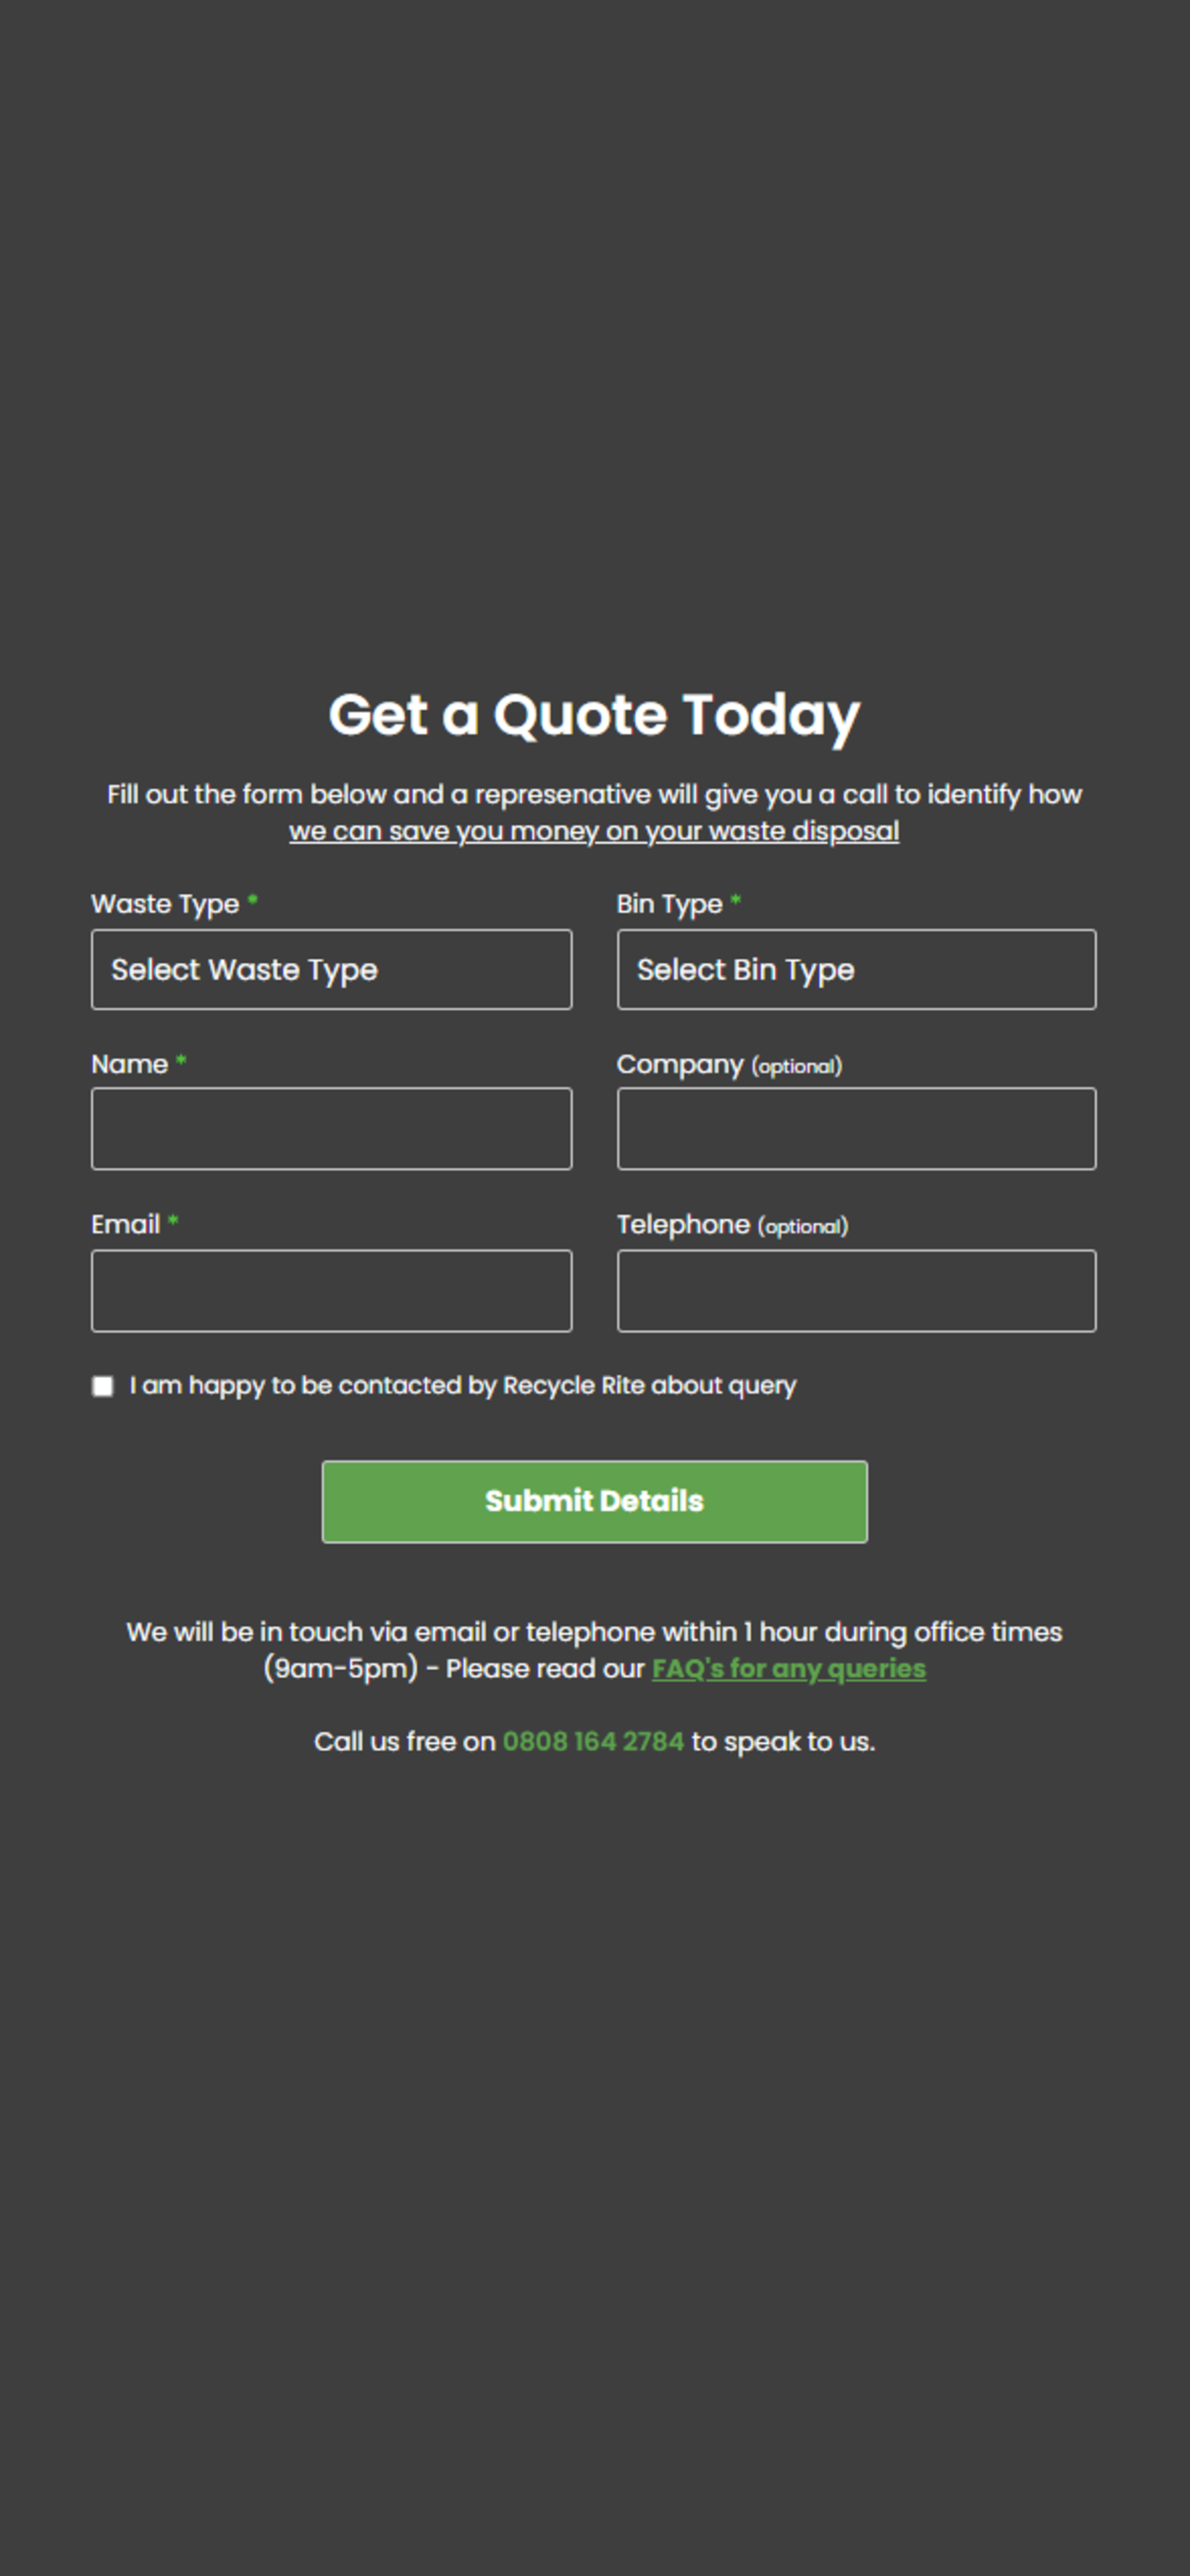 Get a Quote Today
Fill out the form below and a represenative will give you a call to identify how
we can save you money on your waste disposal
Waste Type *
Bin Type *
Select Waste Type
Select Bin Type
Name *
Company (optional)
Email *
Telephone (optional)
I am happy to be contacted by Recycle Rite about query
Submit Details
We will be in touch via email or telephone within 1 hour during office times
(9am-5pm) - Please read our FAQ's for any queries
Call us free on 0808 164 2784 to speak to us.